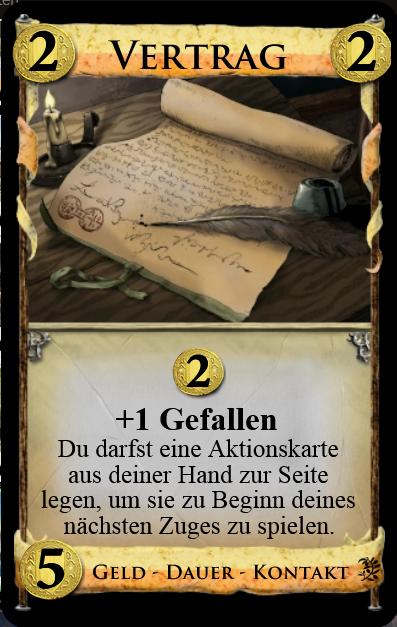 2 VERTRAG 2
2
+1 Gefallen
Du darfst eine Aktionskarte
aus deiner Hand zur Seite
legen, um sie zu Beginn deines
nächsten Zuges zu spielen.
5 GELD - DAUER - KONTAKT